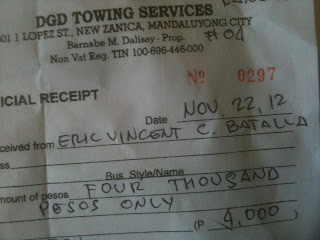 DGD TOWING SERVICES
601 1 LOPEZ ST., NEW ZANICA, MANDALUYONG CITY
Bernabe M. Dalisay - Prop. #04
Non Vat Reg. TIN 100-696-446-000
No 0297
ICIAL RECEIPT
Date NOV. 22, 12
ceived from ERIC VINCENT C. BATALLA
ss
Bus. Style/Name
mount of pesos FOUR THOUSAND
PESOS ONLY
(P 4,000)